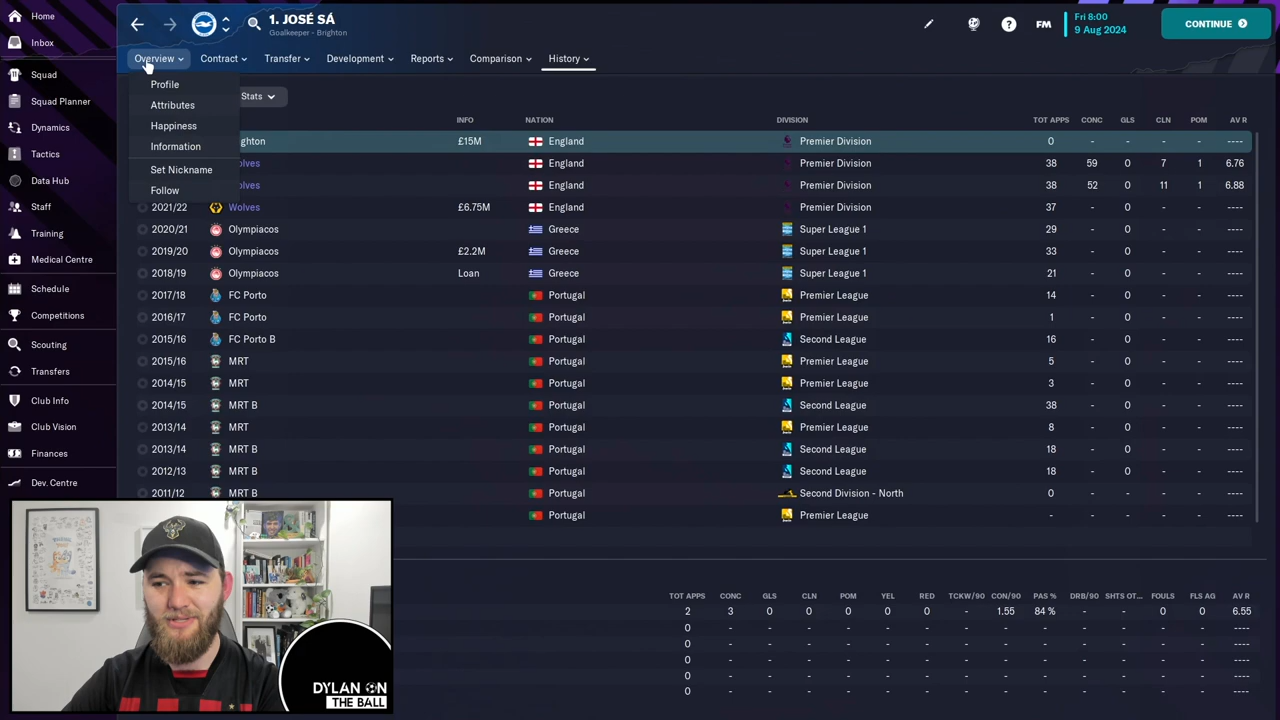 Home
Inbox
Squad
Squad Planner
Dynamics
Tactics
Data Hub
Staff
Training
Medical Centre
Schedule
Competitions
Scouting
Transfers
Club Info
Club Vision
Finances
Dev. Centre
1. JOSÉ SÁ
Goalkeeper - Brighton
FM
Fri 8:00
9 Aug 2024
CONTINUE
Overview Contract Transfer Development Reports Comparison History
Profile
Attributes
Happiness
Information
Set Nickname
Follow
Stats
INFO NATION DIVISION TOT APPS CONC GLS CLN POM AV R
ghton £15M England Premier Division 0 - 0 - - ----
olves England Premier Division 38 59 0 7 1 6.76
olves England Premier Division 38 52 0 11 1 6.88
2021/22 Wolves £6.75M England Premier Division 37 - 0 - - ----
2020/21 Olympiacos Greece Super League 1 29 - 0 - - ----
2019/20 Olympiacos £2.2M Greece Super League 1 33 - 0 - - ----
2018/19 Olympiacos Loan Greece Super League 1 21 - 0 - - ----
2017/18 FC Porto Portugal Premier League 14 - 0 - - ----
2016/17 FC Porto Portugal Premier League 1 - 0 - - ----
2015/16 FC Porto B Portugal Second League 16 - 0 - - ----
2015/16 MRT Portugal Premier League 5 - 0 - - ----
2014/15 MRT Portugal Premier League 3 - 0 - - ----
2014/15 MRT B Portugal Second League 38 - 0 - - ----
2013/14 MRT Portugal Premier League 8 - 0 - - ----
2013/14 MRT B Portugal Second League 18 - 0 - - ----
2012/13 MRT B Portugal Second League 18 - 0 - - ----
2011/12 MRT B Portugal Second Division - North 0 - 0 - - ----
Portugal Premier League - - - - - ----
TOT APPS CONC GLS CLN POM YEL RED TCKW/90 CON/90 PAS % DRB/90 SHTS OT... FOULS FLS AG AV R
2 3 0 0 0 0 0 - 1.55 84 % - - 0 0 6.55
0 - - - - - - - - - - - - - ----
0 - - - - - - - - - - - - - ----
0 - - - - - - - - - - - - - ----
0 - - - - - - - - - - - - - ----
0 - - - - - - - - - - - - - ----
DYLAN ON
THE BALL